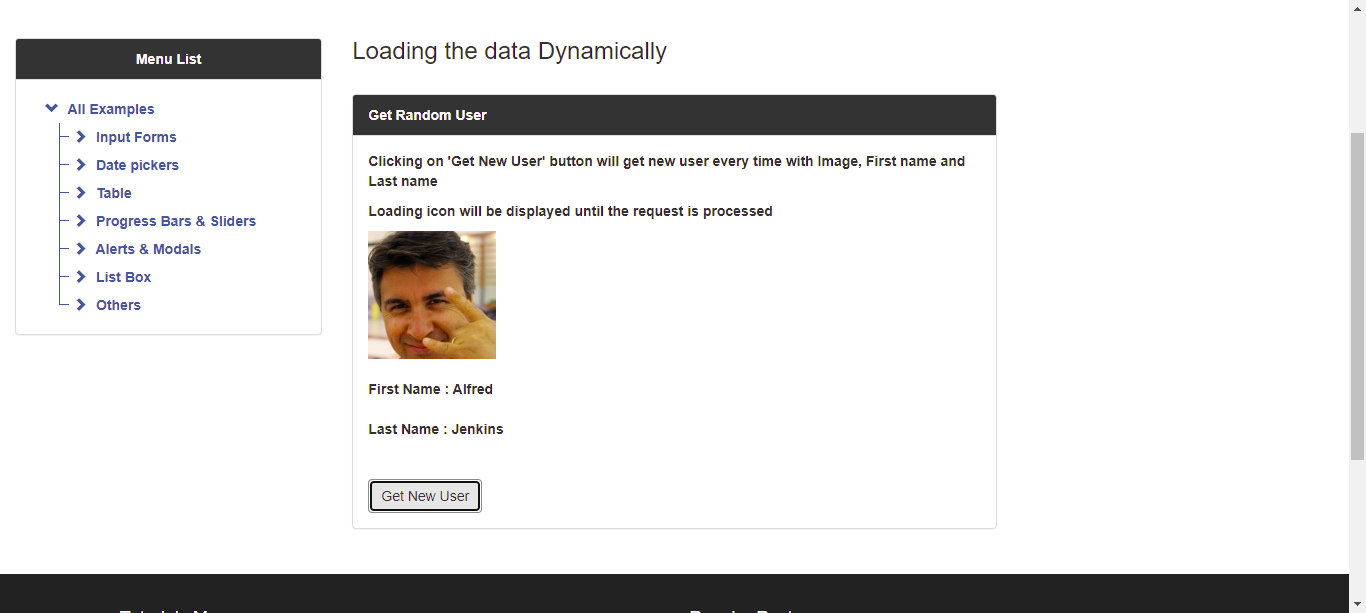 Menu List
All Examples
Input Forms
Date pickers
Table
Progress Bars & Sliders
Alerts & Modals
List Box
Others
Loading the data Dynamically
Get Random User
Clicking on 'Get New User' button will get new user every time with Image, First name and
Last name
Loading icon will be displayed until the request is processed
First Name : Alfred
Last Name : Jenkins
Get New User